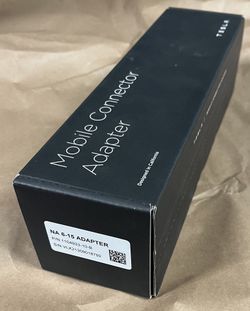 TESLA
Mobile Connector
Adapter
Designed in California
NA 6-15 ADAPTER